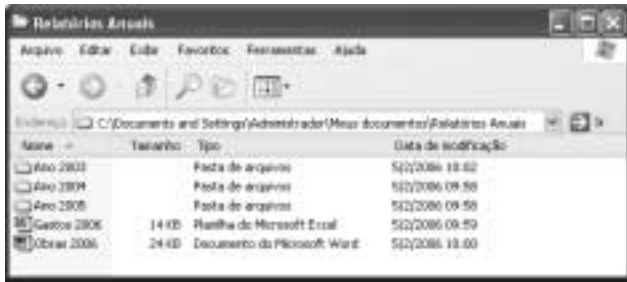 Relatórios Anuais
Arquivo Editar Exibir Favoritos Ferramentas Ajuda
Endereço C:\Documents and Settings\Administrador\Meus documentos\Relatórios Anuais
Nome Tamanho Tipo Data de modificação
Ano 2003 Pasta de arquivos 5/2/2006 10:02
Ano 2004 Pasta de arquivos 5/2/2006 09:58
Ano 2005 Pasta de arquivos 5/2/2006 09:58
Gastos 2006 14 KB Planilha do Microsoft Excel 5/2/2006 09:59
Obras 2006 24 KB Documento do Microsoft Word 5/2/2006 10:00